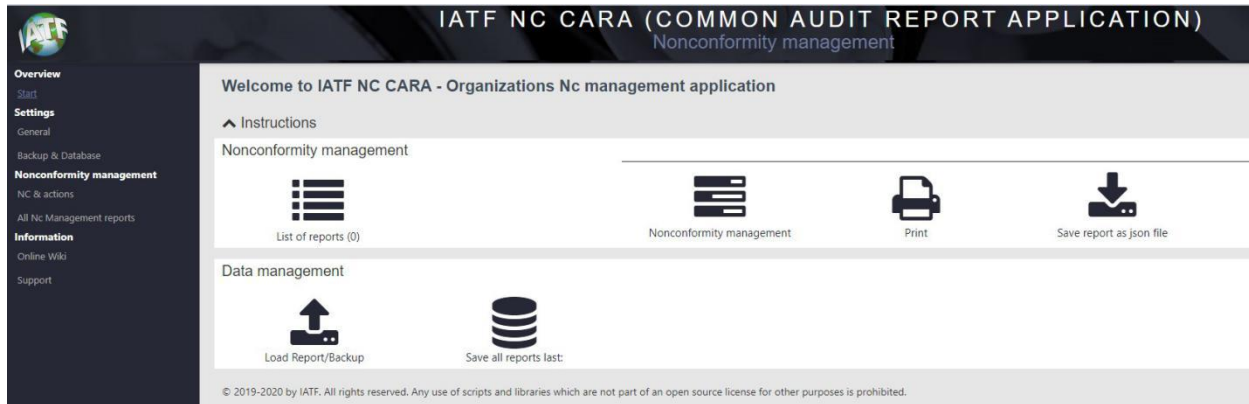 IATF
IATF NC CARA (COMMON AUDIT REPORT APPLICATION)
Nonconformity management
Overview
Start
Settings
General
Backup & Database
Nonconformity management
NC & actions
All Nc Management reports
Information
Online Wiki
Support
Welcome to IATF NC CARA - Organizations Nc management application
Instructions
Nonconformity management
List of reports (0)
Nonconformity management
Print
Save report as json file
Data management
Load Report/Backup
Save all reports last:
© 2019-2020 by IATF. All rights reserved. Any use of scripts and libraries which are not part of an open source license for other purposes is prohibited.